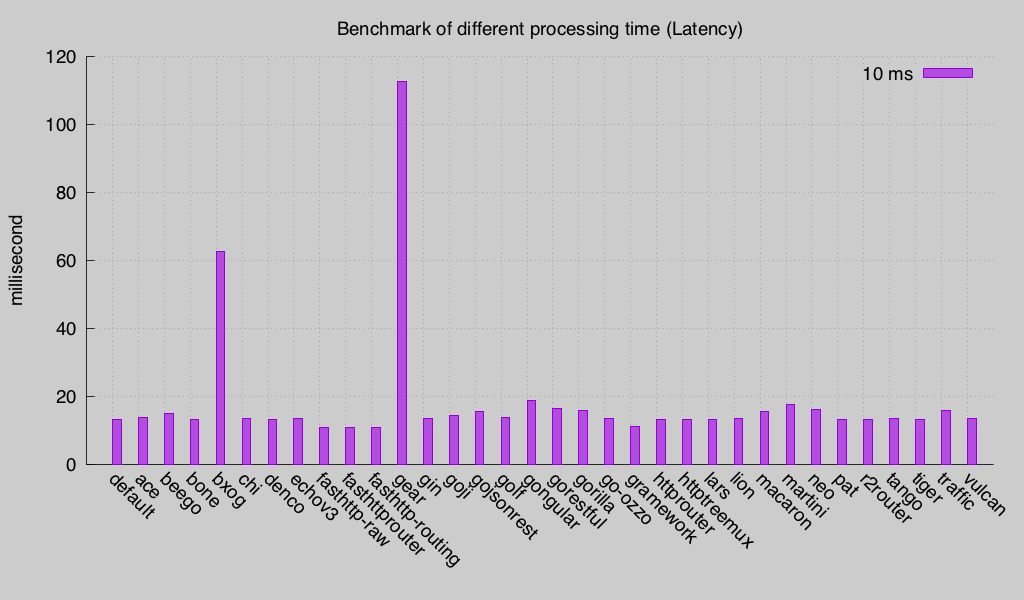 Benchmark of different processing time (Latency)
10 ms
millisecond
120
100
80
60
40
20
0
default
ace
beego
bone
bxog
chi
denco
echov3
fasthttp-raw
fasthttprouter
fasthttp-routing
gear
gin
goji
gojsonrest
golf
gongular
gorestful
gorilla
go-ozzo
gramework
httprouter
httptreemux
lars
lion
macaron
martini
neo
pat
r2router
tango
tiger
traffic
vulcan